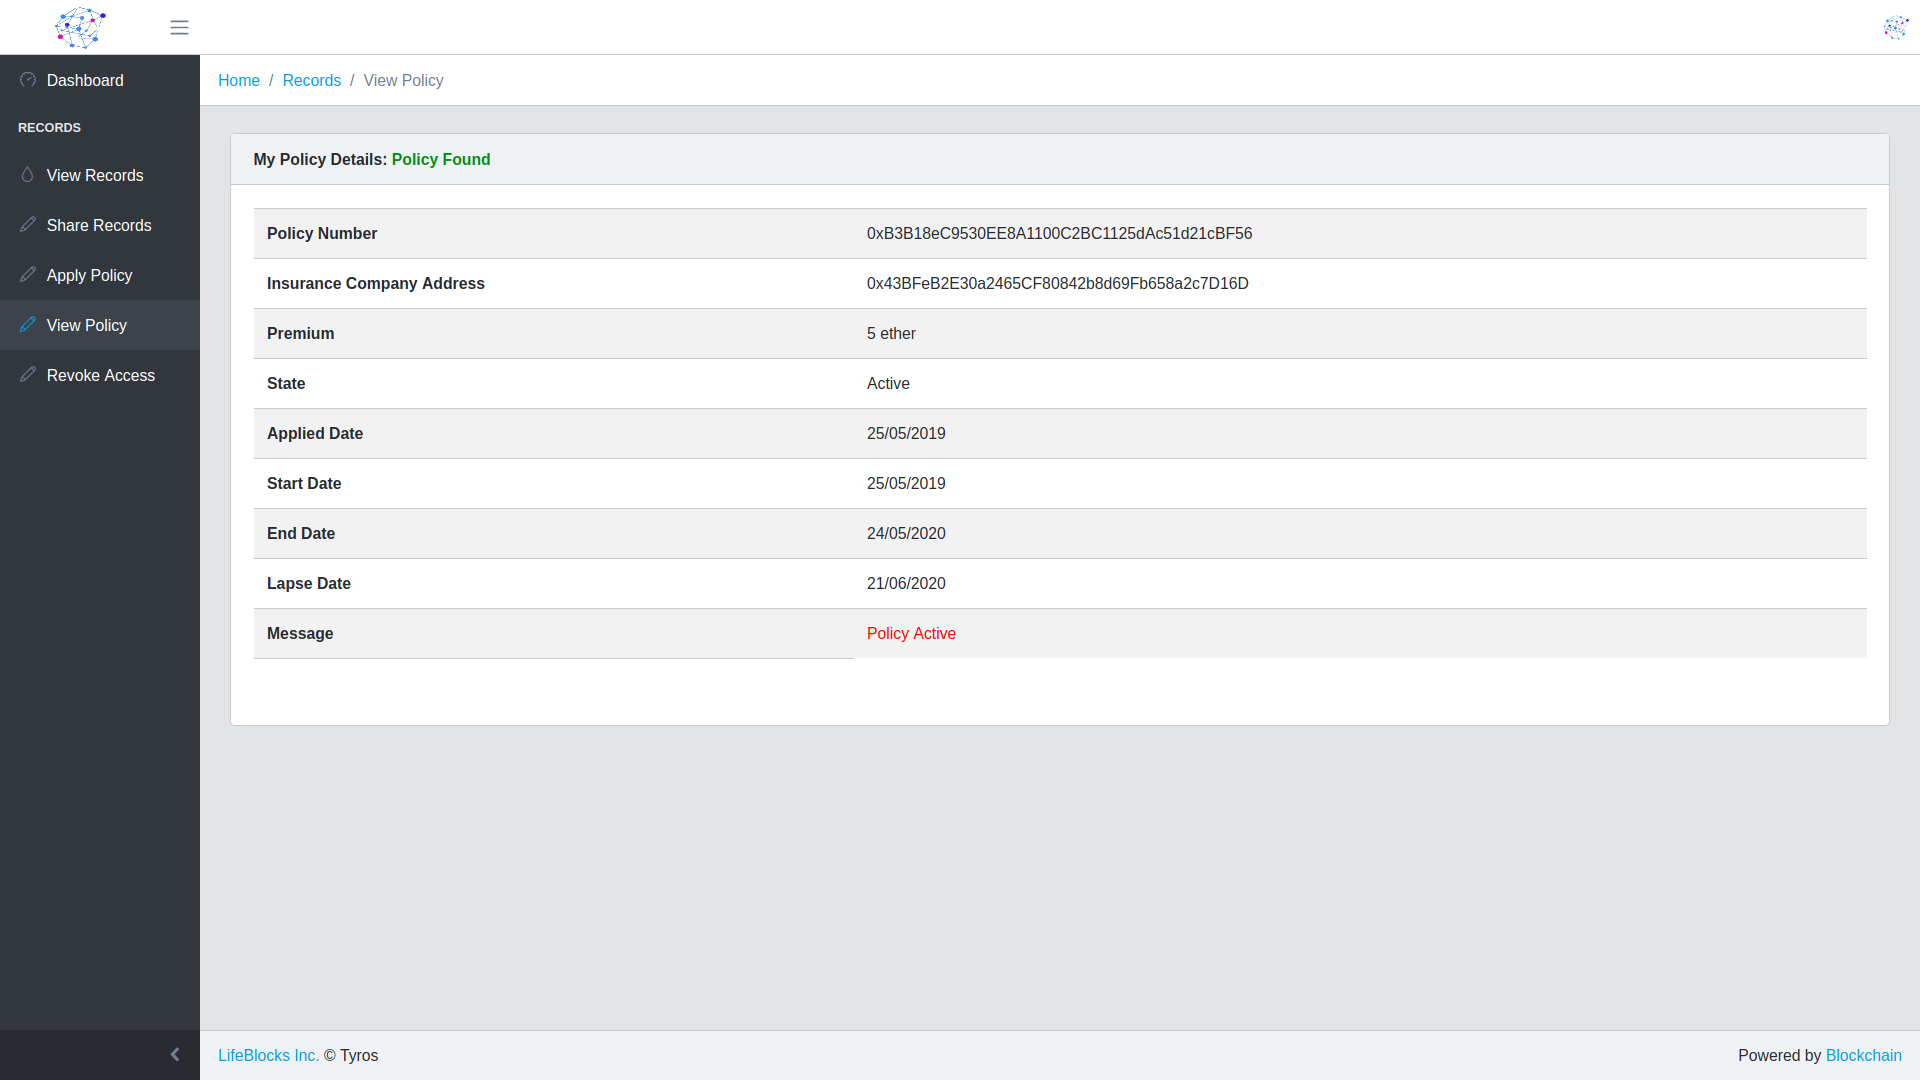 Dashboard
RECORDS
View Records
Share Records
Apply Policy
View Policy
Revoke Access
Home / Records / View Policy
My Policy Details: Policy Found
Policy Number 0xB3B18eC9530EE8A1100C2BC1125dAc51d21cBF56
Insurance Company Address 0x43BFeB2E30a2465CF80842b8d69Fb658a2c7D16D
Premium 5 ether
State Active
Applied Date 25/05/2019
Start Date 25/05/2019
End Date 24/05/2020
Lapse Date 21/06/2020
Message Policy Active
LifeBlocks Inc. © Tyros
Powered by Blockchain